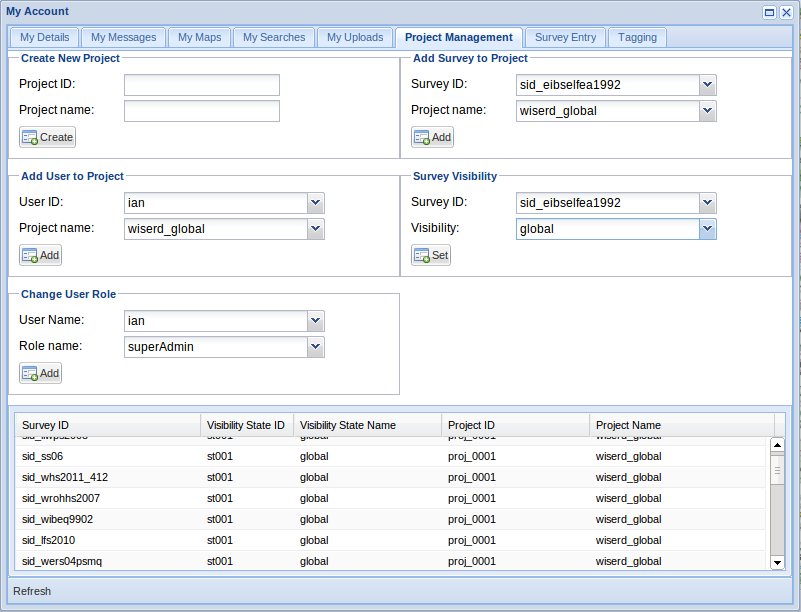 My Account
My Details My Messages My Maps My Searches My Uploads Project Management Survey Entry Tagging
Create New Project
Project ID:
Project name:
Create
Add Survey to Project
Survey ID: sid_eibselfea1992
Project name: wiserd_global
Add
Add User to Project
User ID: ian
Project name: wiserd_global
Add
Survey Visibility
Survey ID: sid_eibselfea1992
Visibility: global
Set
Change User Role
User Name: ian
Role name: superAdmin
Add
Survey ID Visibility State ID Visibility State Name Project ID Project Name
st001 global proj_0001 wiserd_global
sid_ss06 st001 global proj_0001 wiserd_global
sid_whs2011_412 st001 global proj_0001 wiserd_global
sid_wrohhs2007 st001 global proj_0001 wiserd_global
sid_wibeq9902 st001 global proj_0001 wiserd_global
sid_lfs2010 st001 global proj_0001 wiserd_global
sid_wers04psmq st001 global proj_0001 wiserd_global
Refresh